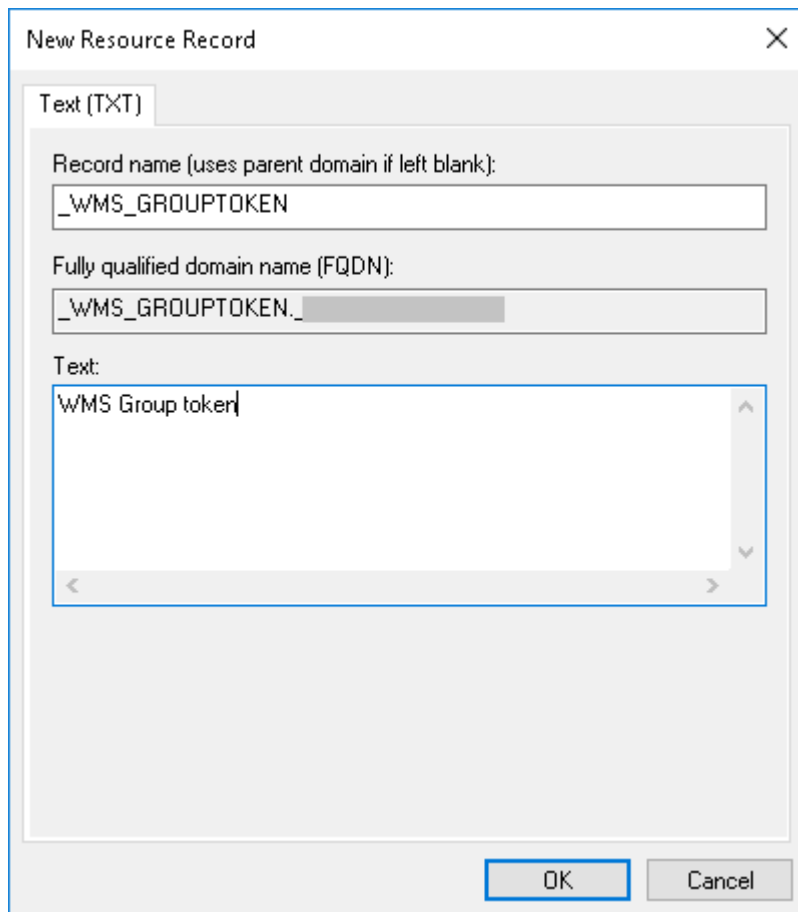 New Resource Record
Text (TXT)
Record name (uses parent domain if left blank):
_WMS_GROUPTOKEN
Fully qualified domain name (FQDN):
_WMS_GROUPTOKEN._
Text:
WMS Group token
OK
Cancel